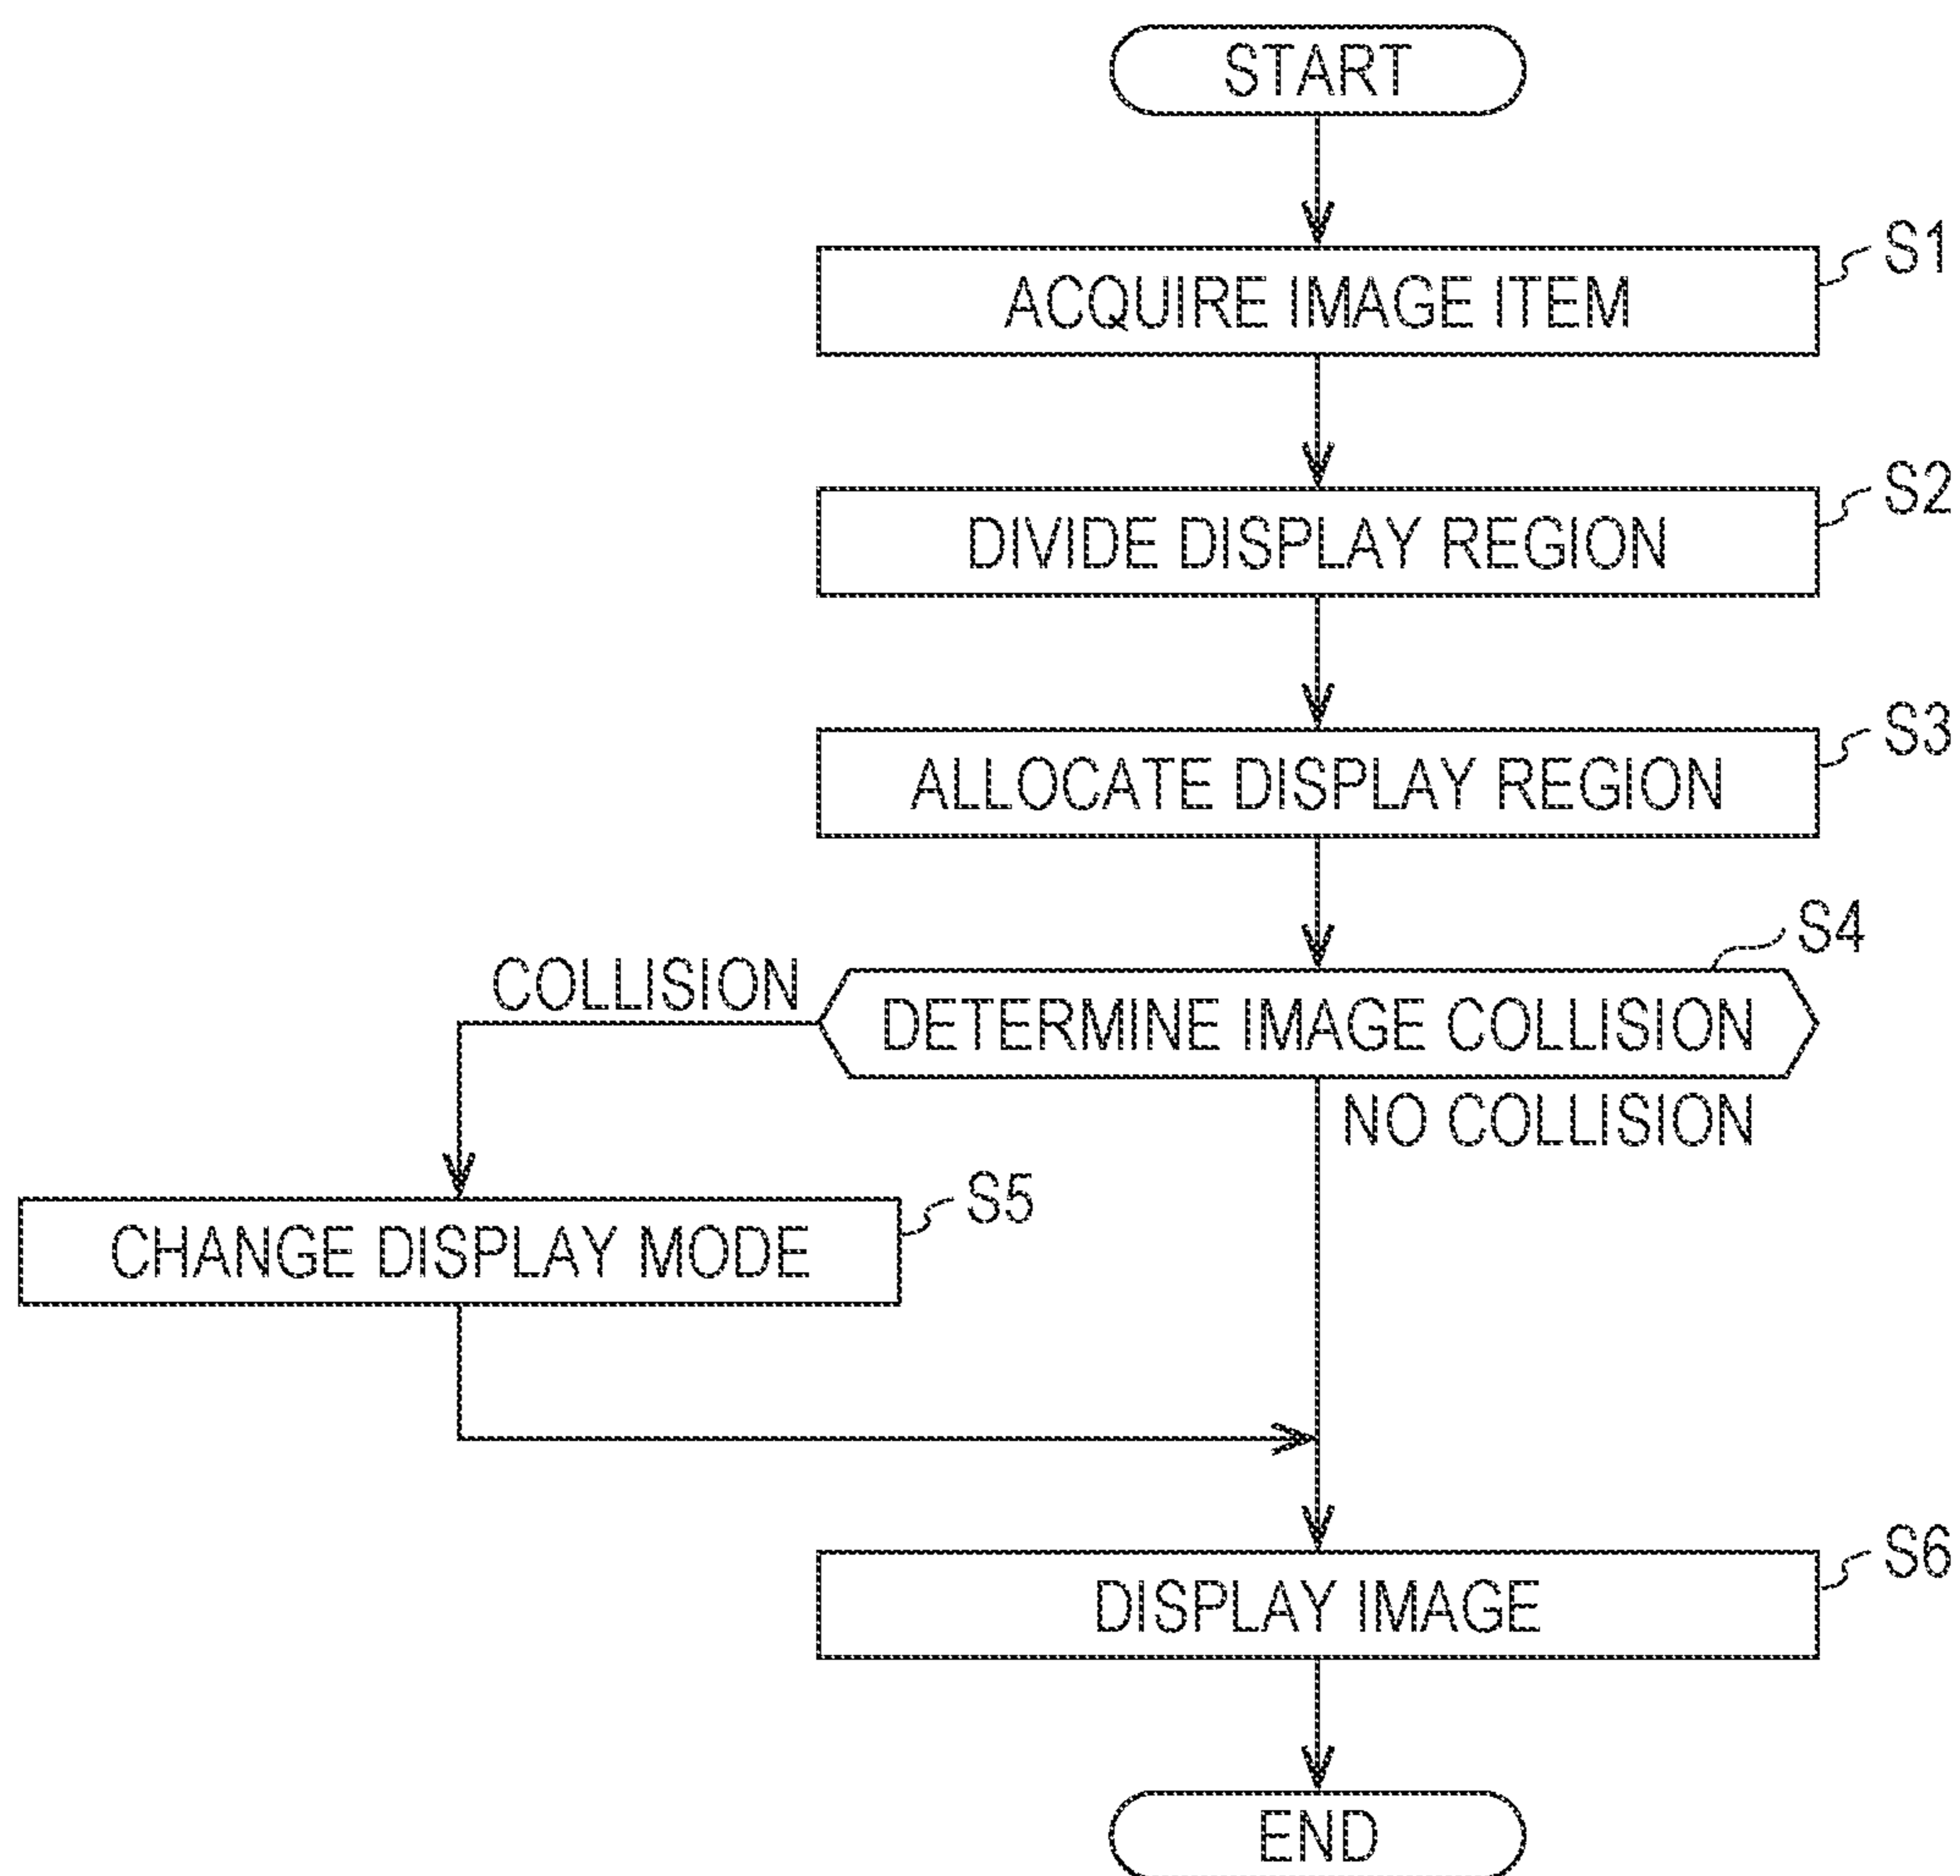 START
S1
ACQUIRE IMAGE ITEM
S2
DIVIDE DISPLAY REGION
S3
ALLOCATE DISPLAY REGION
S4
COLLISION
DETERMINE IMAGE COLLISION
NO COLLISION
S5
CHANGE DISPLAY MODE
S6
DISPLAY IMAGE
END